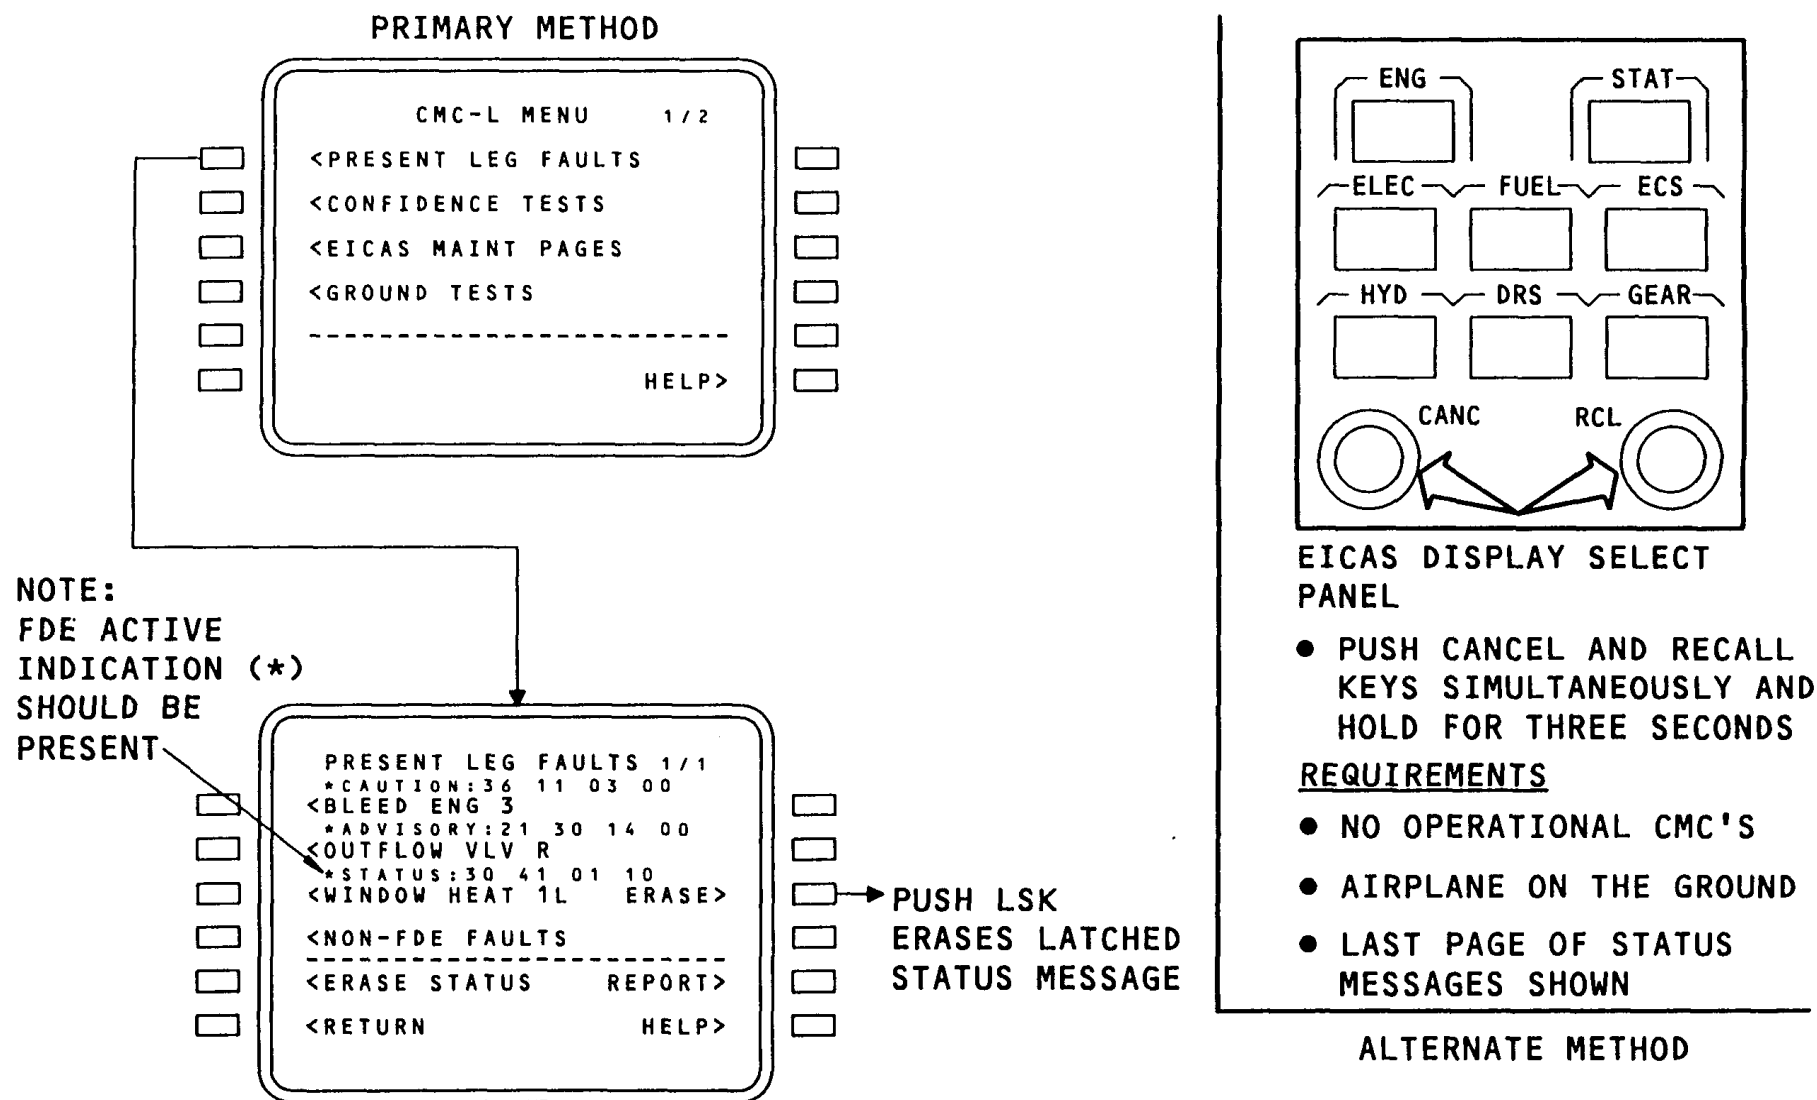 PRIMARY METHOD
CMC-L MENU 1/2
<PRESENT LEG FAULTS
<CONFIDENCE TESTS
<EICAS MAINT PAGES
<GROUND TESTS
--------------------------
HELP>
NOTE:
FDE ACTIVE
INDICATION (*)
SHOULD BE
PRESENT
PRESENT LEG FAULTS 1/1
*CAUTION:36 11 03 00
<BLEED ENG 3
*ADVISORY:21 30 14 00
<OUTFLOW VLV R
*STATUS:30 41 01 10
<WINDOW HEAT 1L ERASE>
<NON-FDE FAULTS
--------------------------
<ERASE STATUS REPORT>
<RETURN HELP>
PUSH LSK
ERASES LATCHED
STATUS MESSAGE
ENG STAT
ELEC FUEL ECS
HYD DRS GEAR
CANC RCL
EICAS DISPLAY SELECT
PANEL
● PUSH CANCEL AND RECALL
KEYS SIMULTANEOUSLY AND
HOLD FOR THREE SECONDS
REQUIREMENTS
● NO OPERATIONAL CMC'S
● AIRPLANE ON THE GROUND
● LAST PAGE OF STATUS
MESSAGES SHOWN
ALTERNATE METHOD